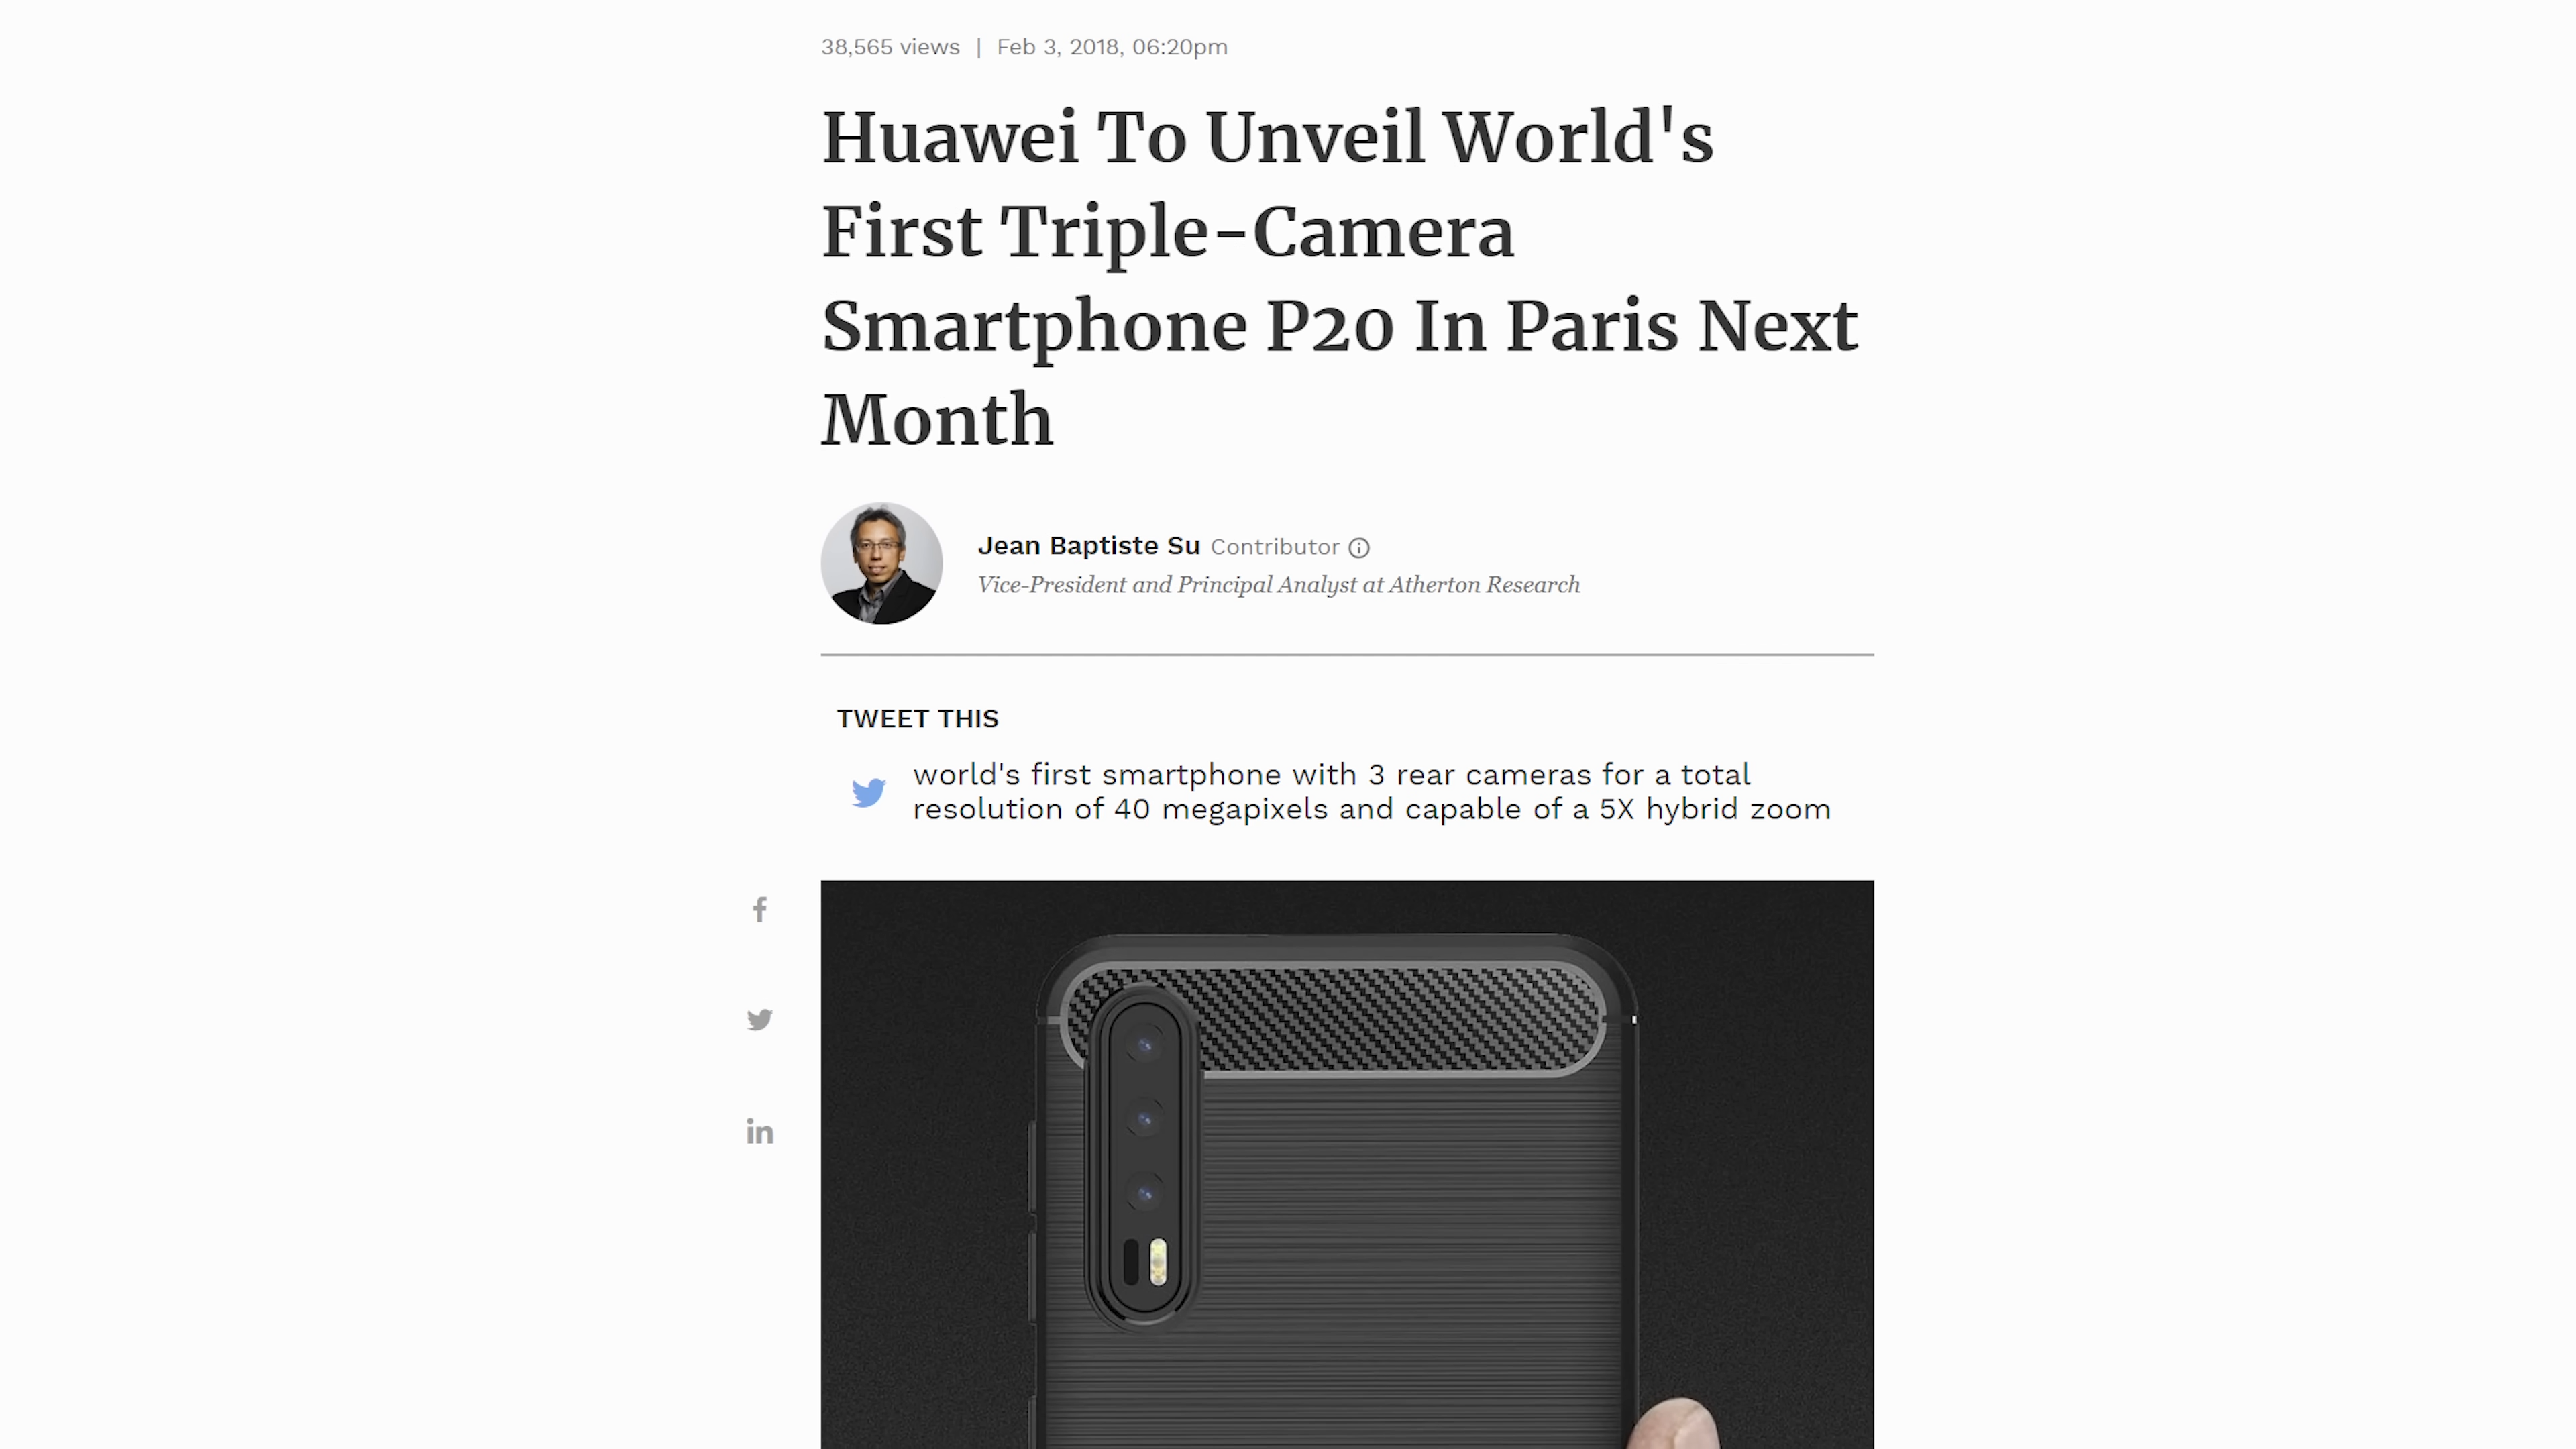 38,565 views | Feb 3, 2018, 06:20pm
Huawei To Unveil World's
First Triple-Camera
Smartphone P20 In Paris Next
Month
Jean Baptiste Su Contributor
Vice-President and Principal Analyst at Atherton Research
TWEET THIS
world's first smartphone with 3 rear cameras for a total
resolution of 40 megapixels and capable of a 5X hybrid zoom